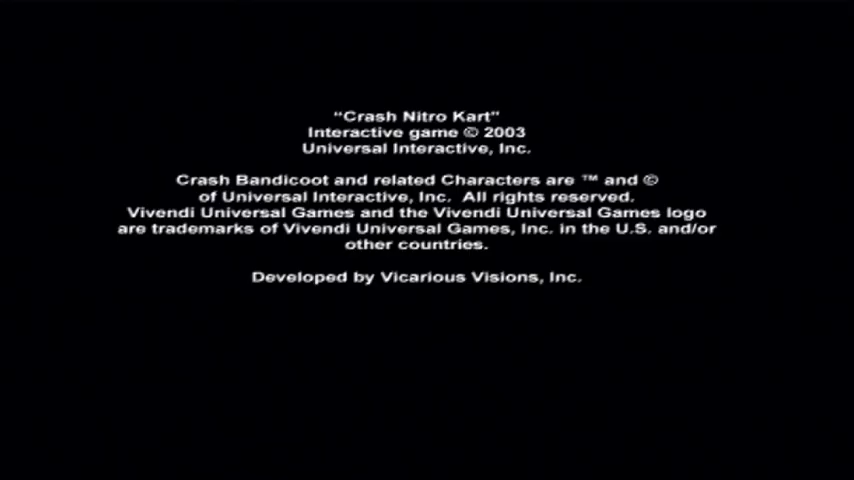 "Crash Nitro Kart"
Interactive game © 2003
Universal Interactive, Inc.
Crash Bandicoot and related Characters are ™ and ©
of Universal Interactive, Inc. All rights reserved.
Vivendi Universal Games and the Vivendi Universal Games logo
are trademarks of Vivendi Universal Games, Inc. in the U.S. and/or
other countries.
Developed by Vicarious Visions, Inc.